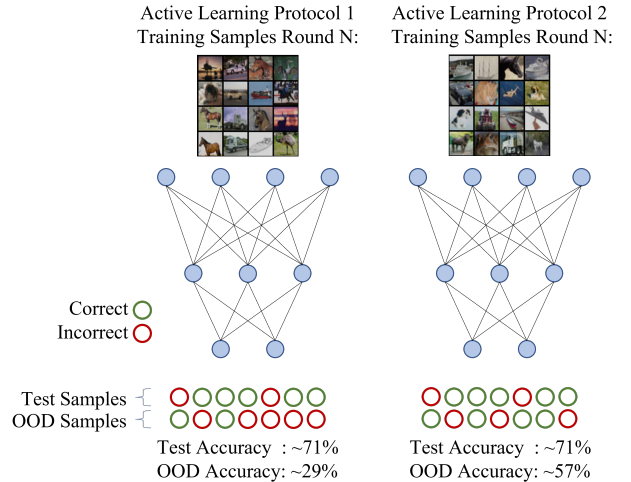 Active Learning Protocol 1
Training Samples Round N:
Active Learning Protocol 2
Training Samples Round N:
Correct
Incorrect
Test Samples
OOD Samples
Test Accuracy : ~71%
OOD Accuracy: ~29%
Test Accuracy : ~71%
OOD Accuracy: ~57%